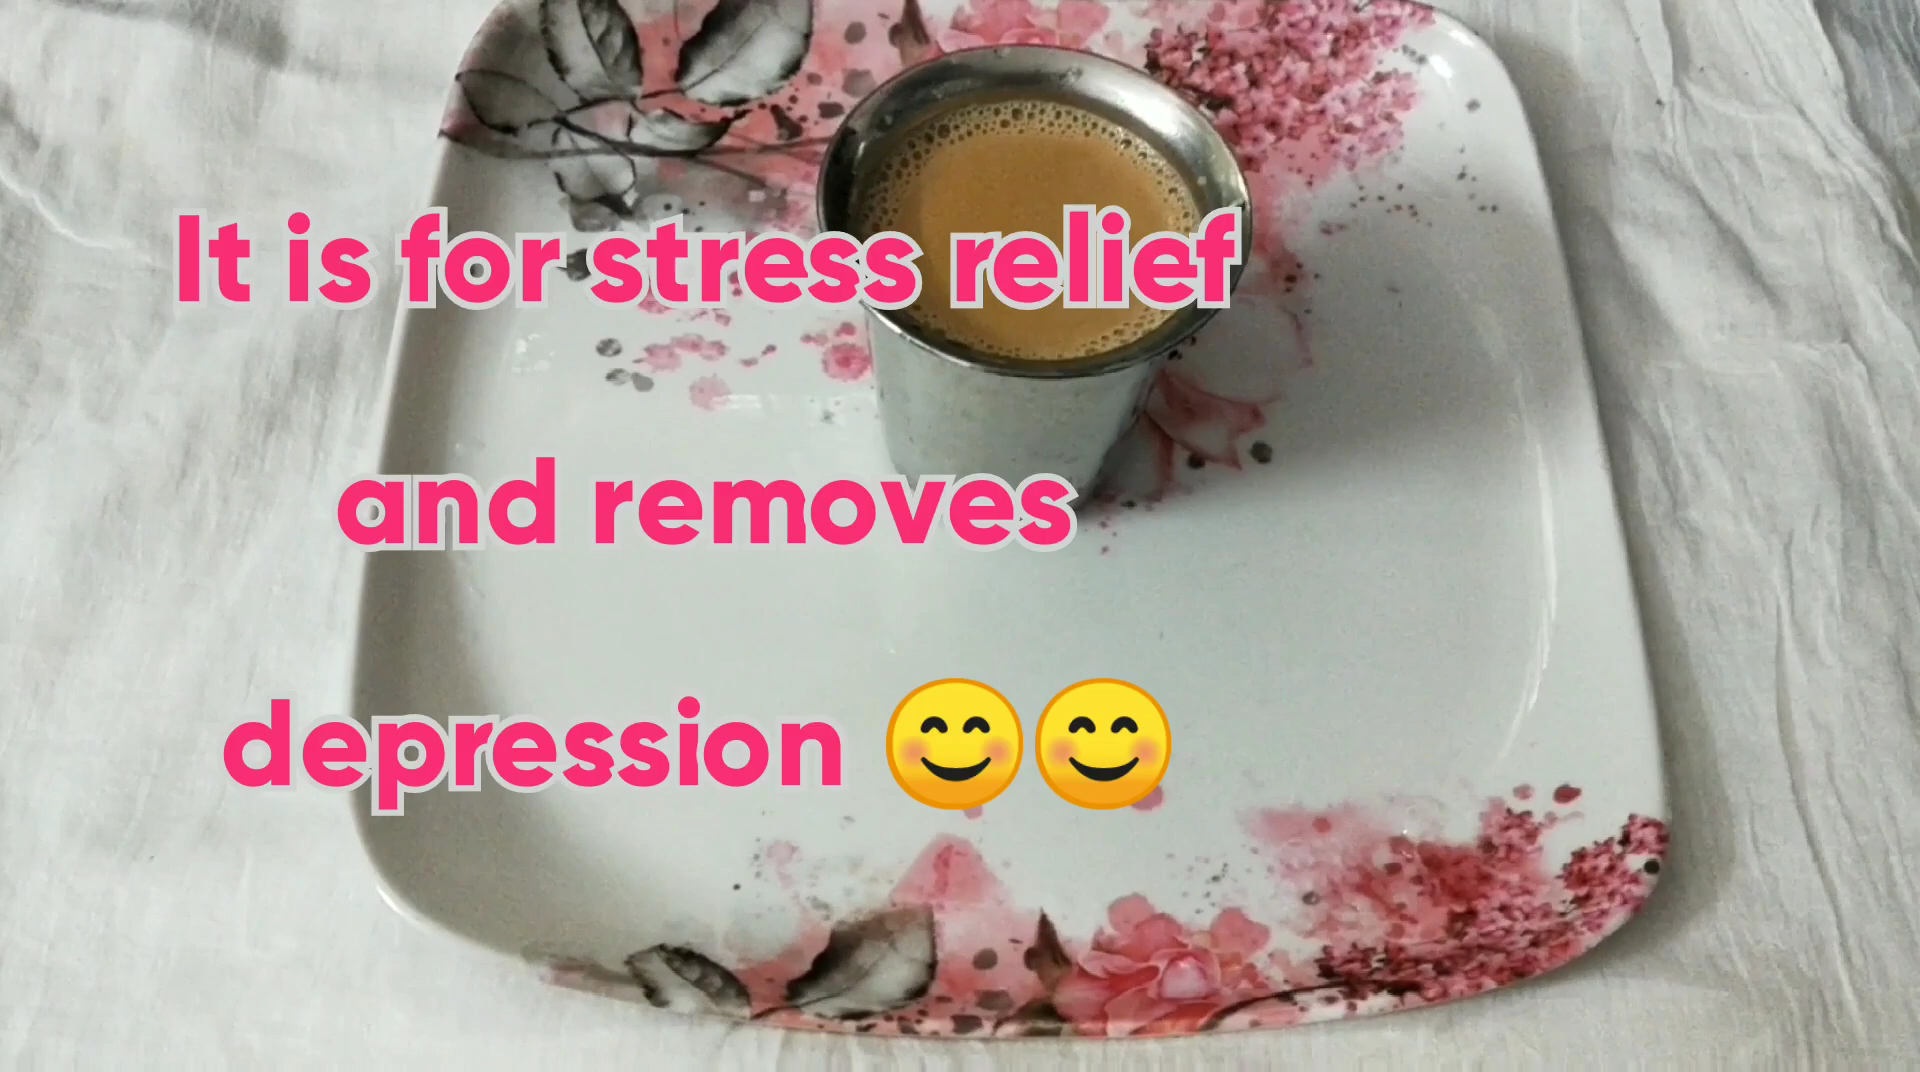 It is for stress relief
and removes
depression 😊😊